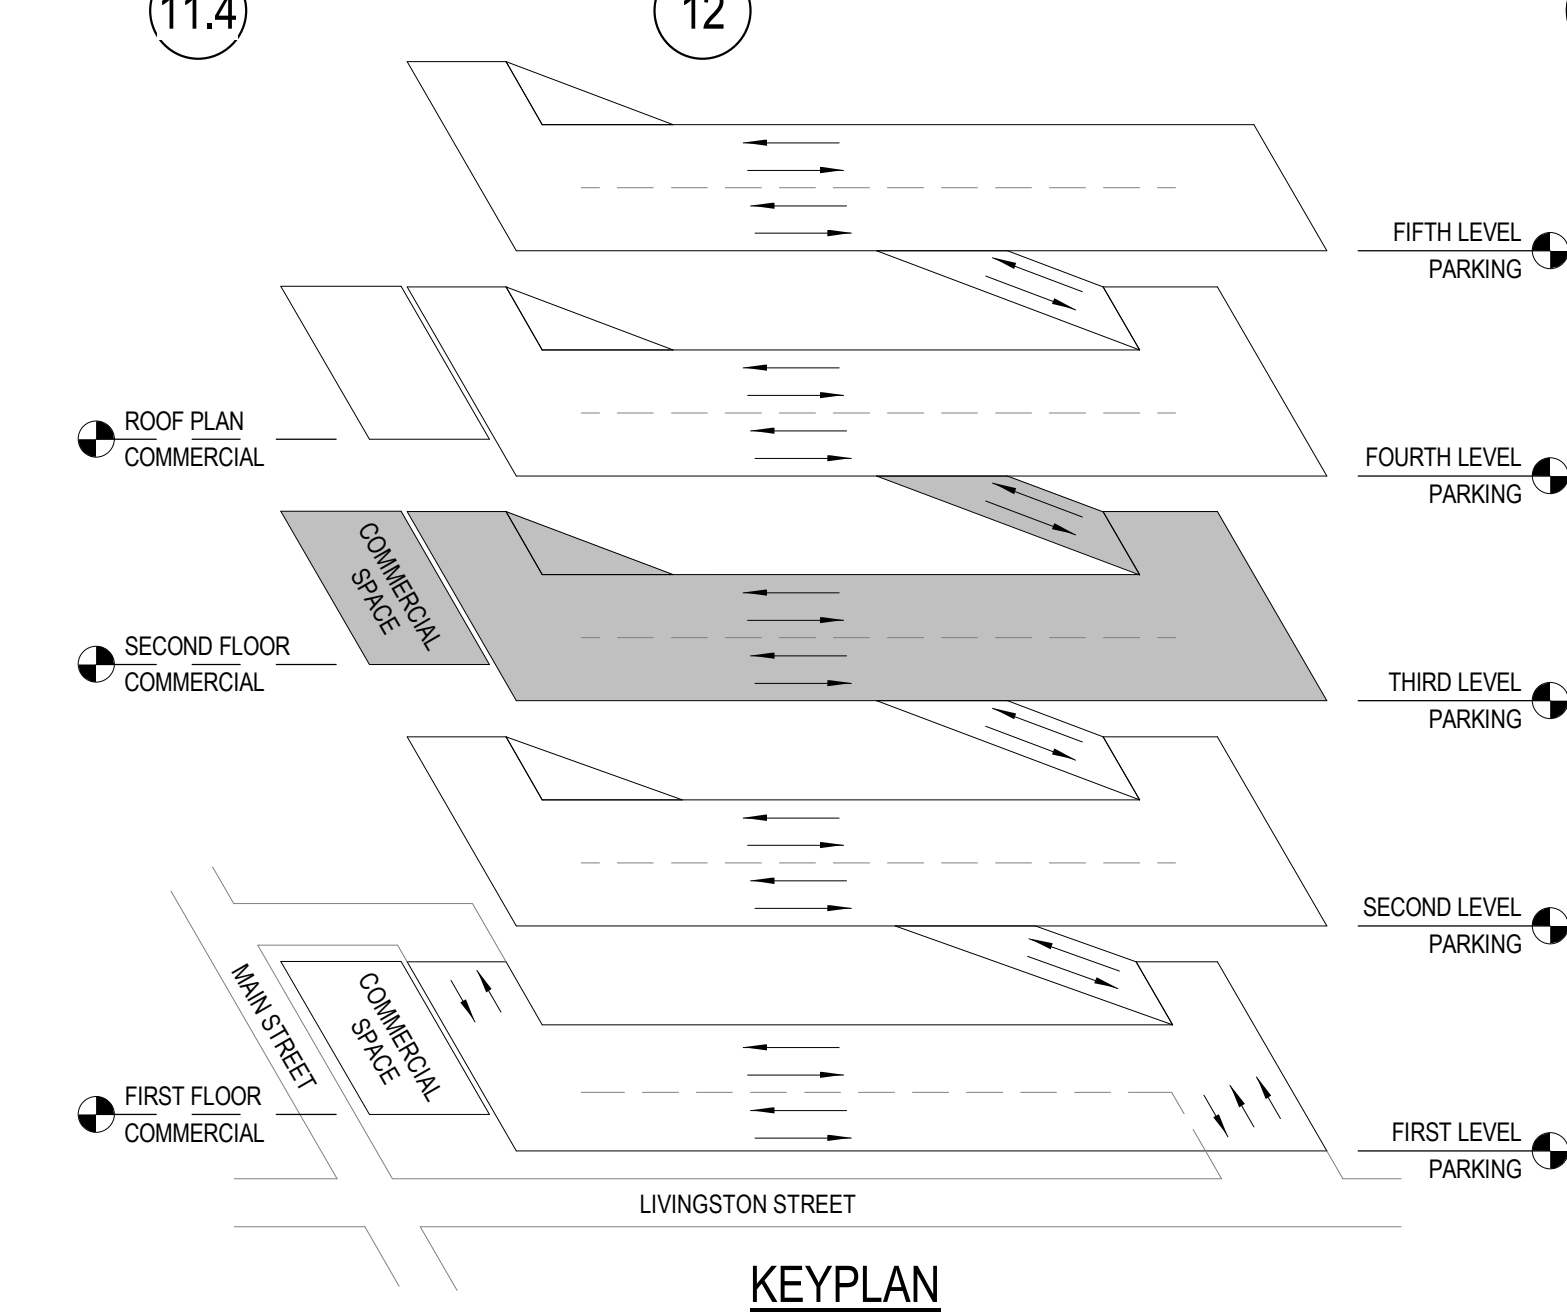 11.4
12
FIFTH LEVEL
PARKING
ROOF PLAN
COMMERCIAL
FOURTH LEVEL
PARKING
COMMERCIAL
SPACE
SECOND FLOOR
COMMERCIAL
THIRD LEVEL
PARKING
SECOND LEVEL
PARKING
MAIN STREET
COMMERCIAL
SPACE
FIRST FLOOR
COMMERCIAL
FIRST LEVEL
PARKING
LIVINGSTON STREET
KEYPLAN